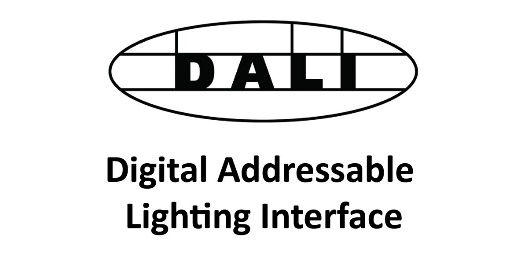 DALI
Digital Addressable
Lighting Interface